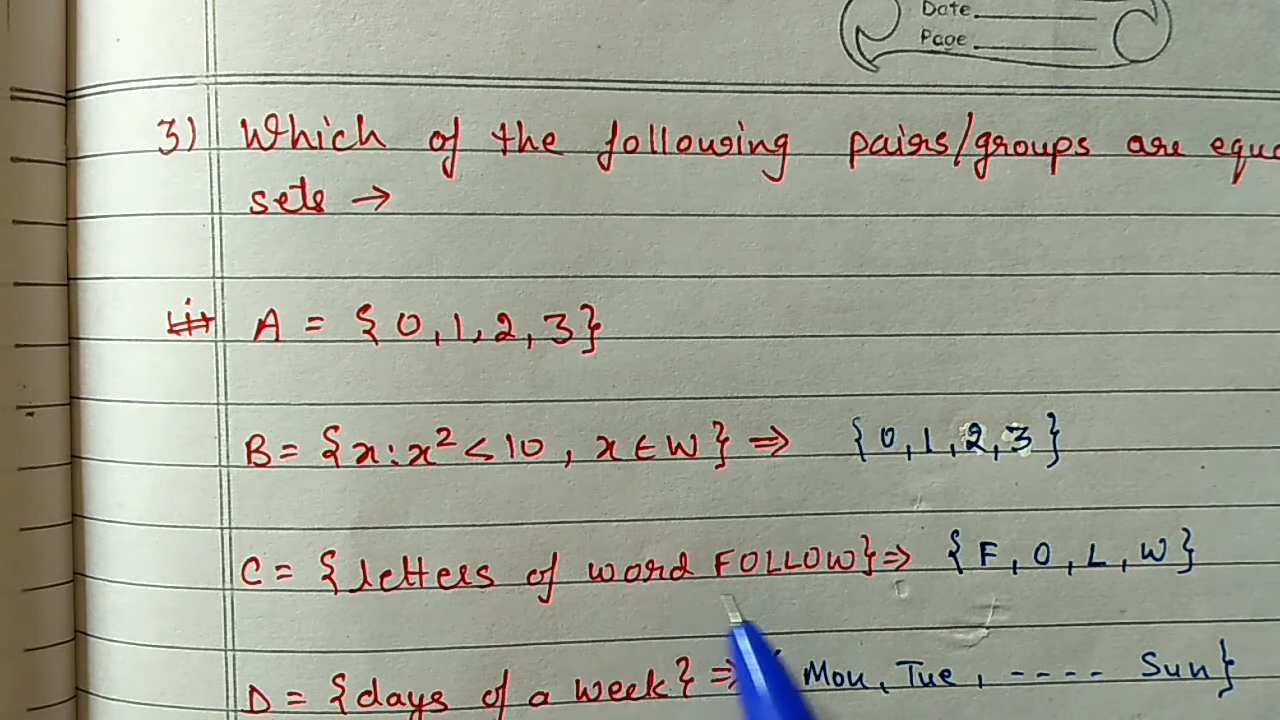 Date
Page
3) Which of the following pairs/groups are equa
sets →
A = {0,1,2,3}
B = {x:x²<10, x∈W} ⇒ {0,1,2,3}
C = {letters of word FOLLOW} ⇒ {F,O,L,W}
D = {days of a week} ⇒ Mon, Tue, ---- Sun}